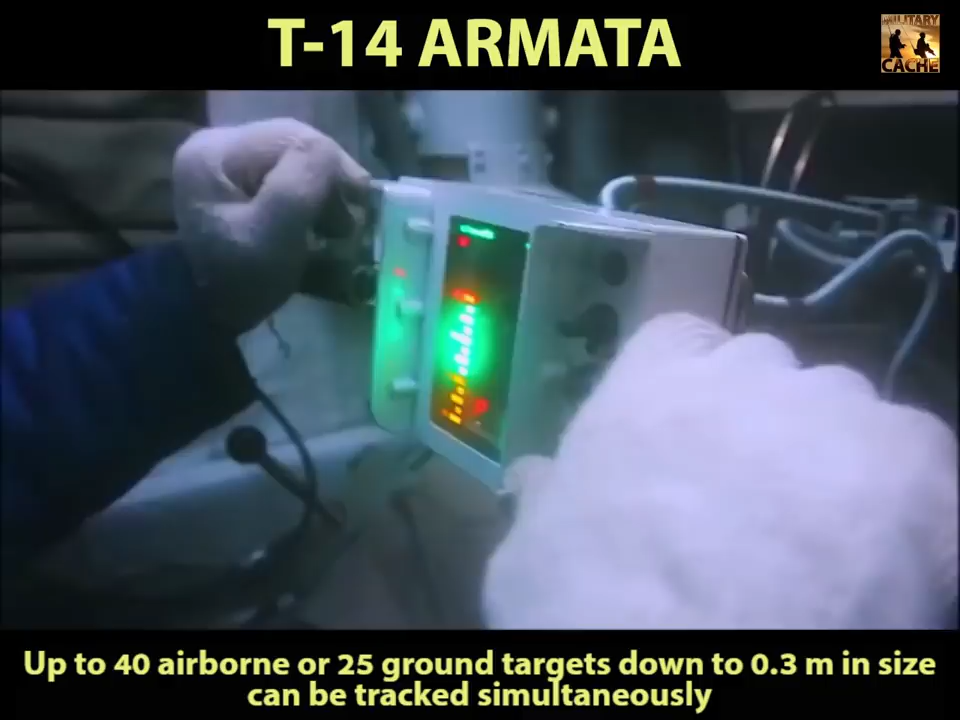 T-14 ARMATA
MILITARY
CACHE
Up to 40 airborne or 25 ground targets down to 0.3 m in size
can be tracked simultaneously